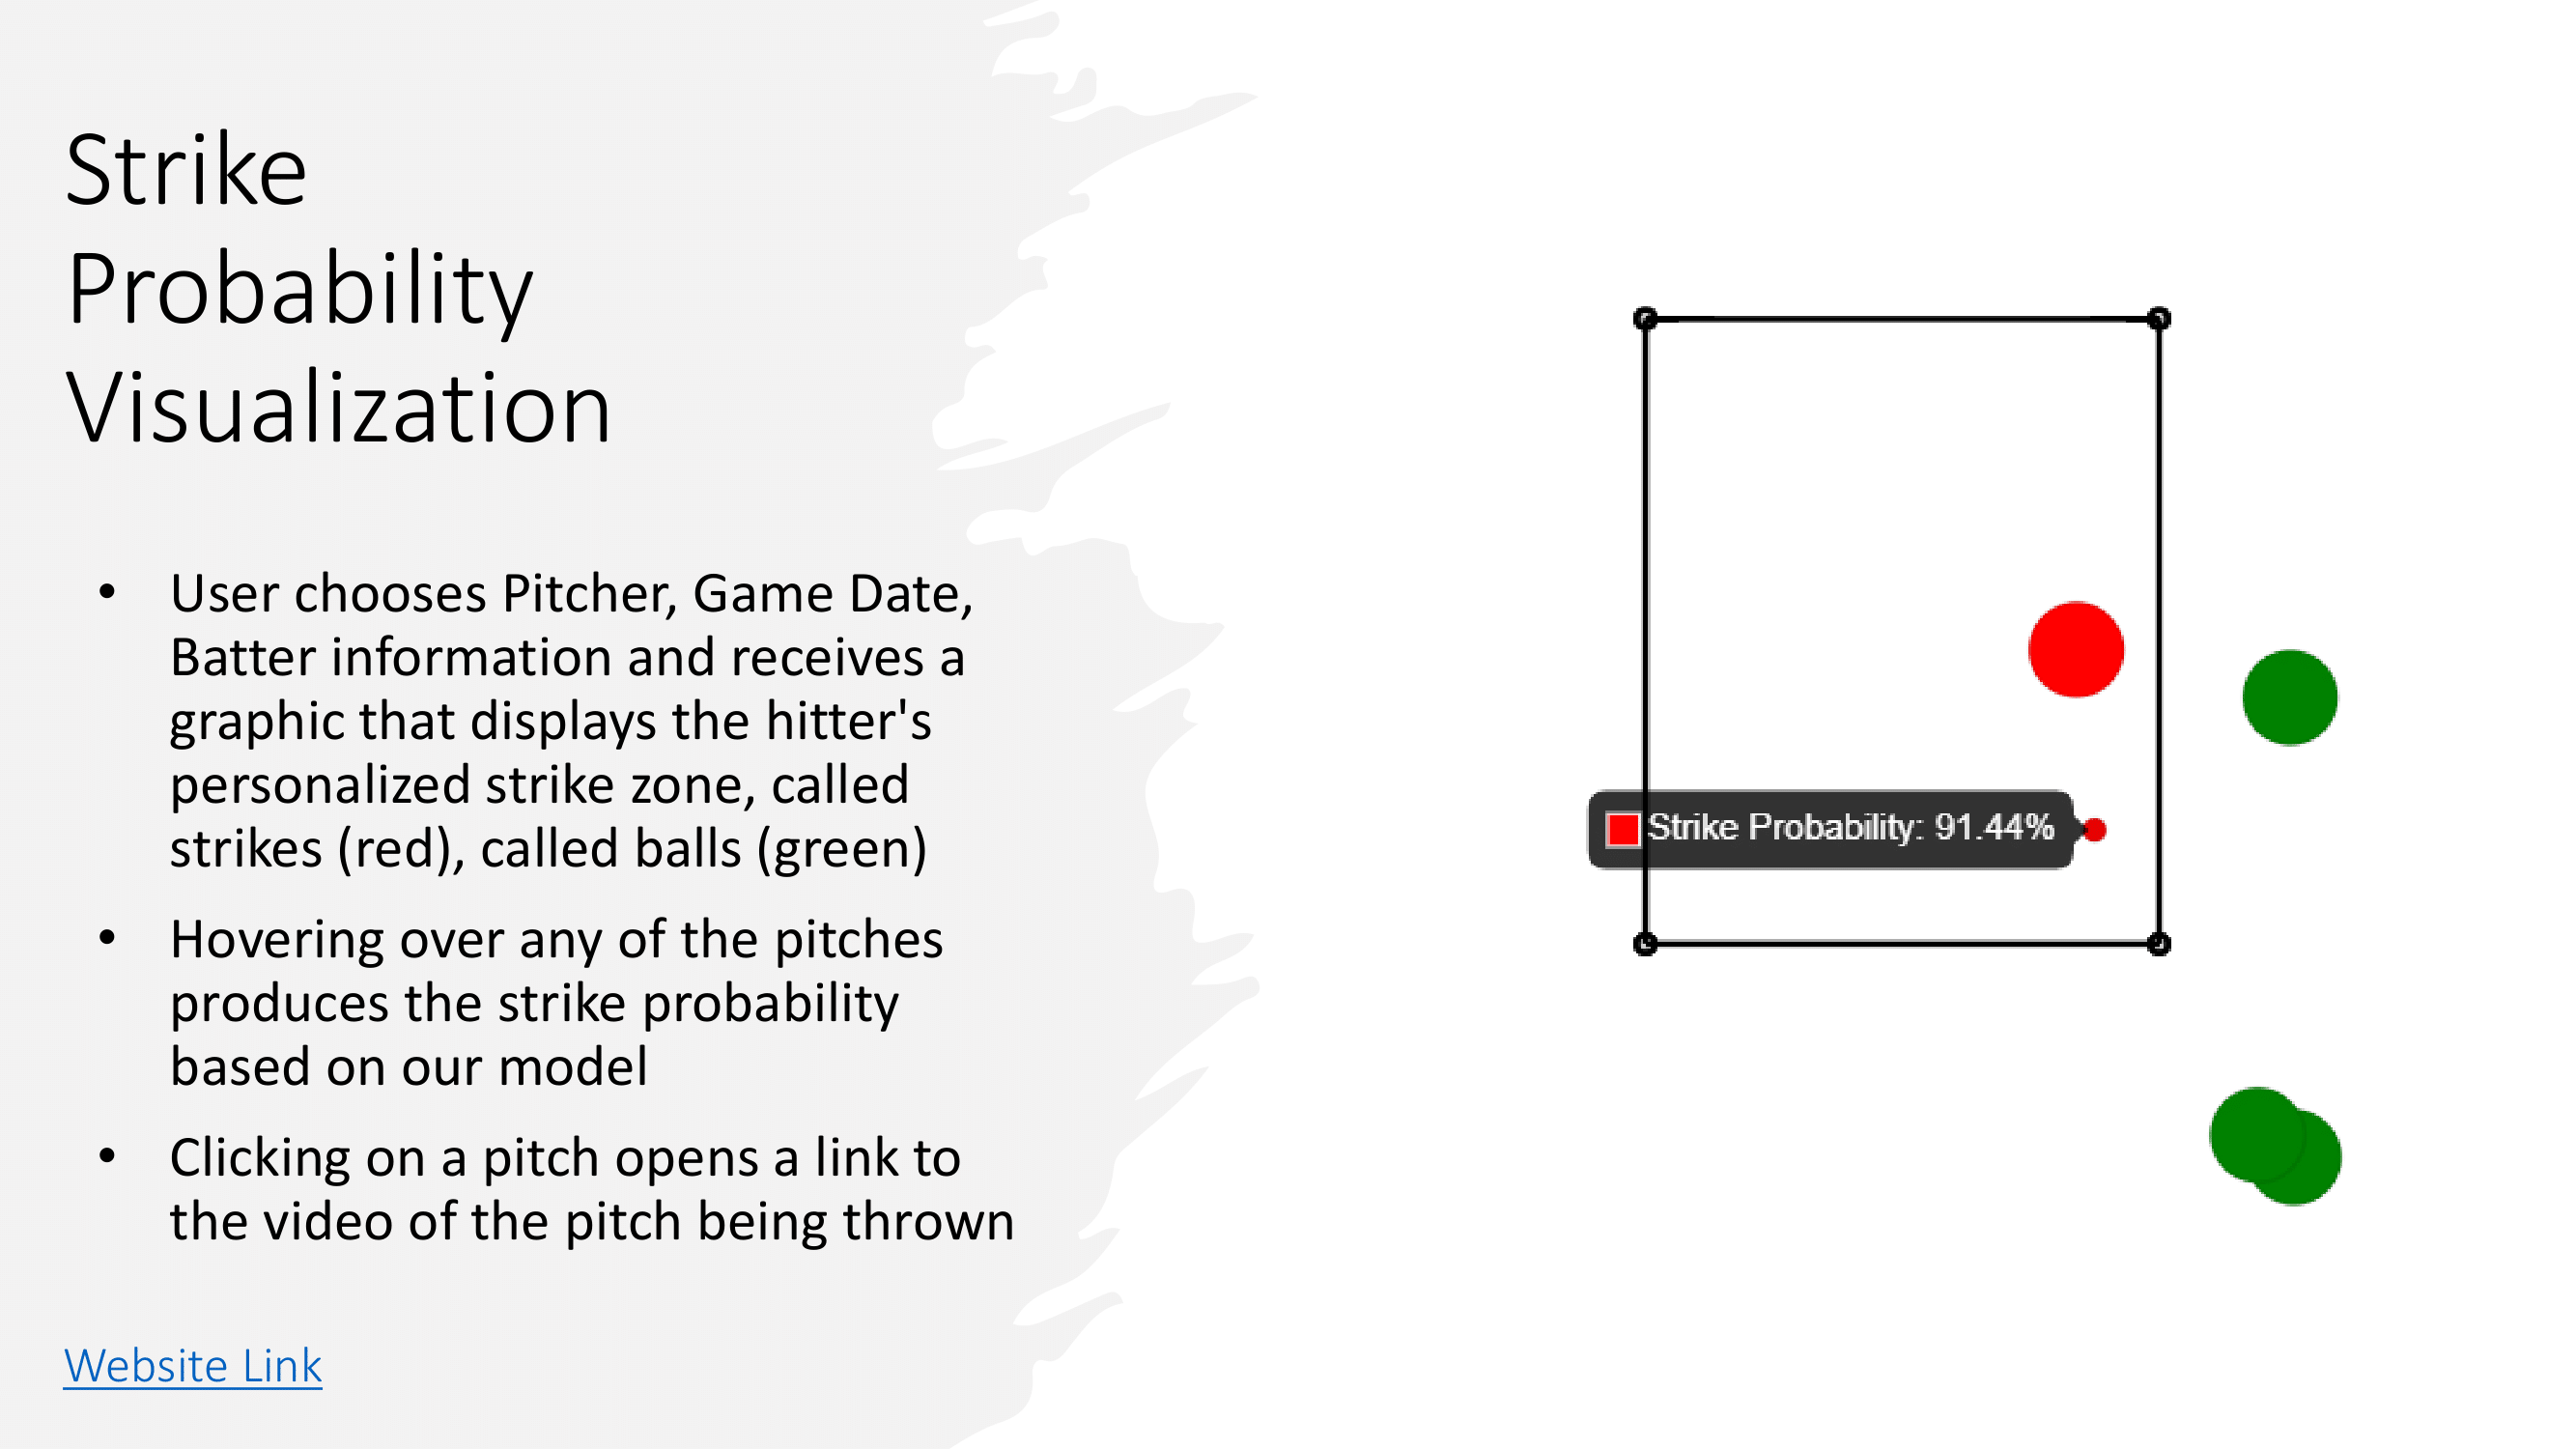 Strike
Probability
Visualization
• User chooses Pitcher, Game Date,
Batter information and receives a
graphic that displays the hitter's
personalized strike zone, called
strikes (red), called balls (green)
• Hovering over any of the pitches
produces the strike probability
based on our model
• Clicking on a pitch opens a link to
the video of the pitch being thrown
Website Link
Strike Probability: 91.44%